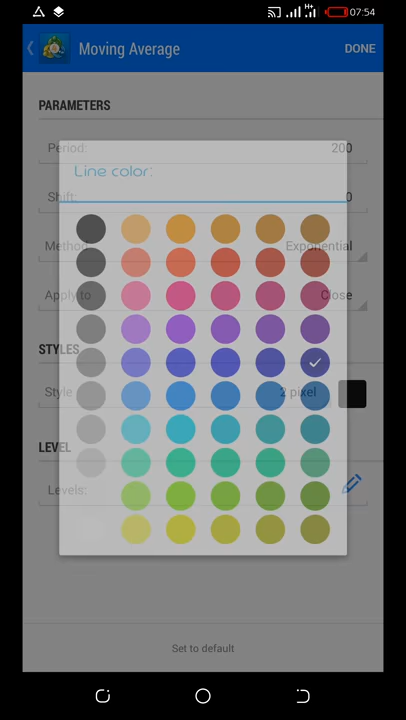 H+
07:54
Moving Average
DONE
PARAMETERS
Period:
200
Line color:
Shift:
0
Method
Exponential
Apply to
Close
STYLES
Style
2 pixel
LEVEL
Levels:
Set to default